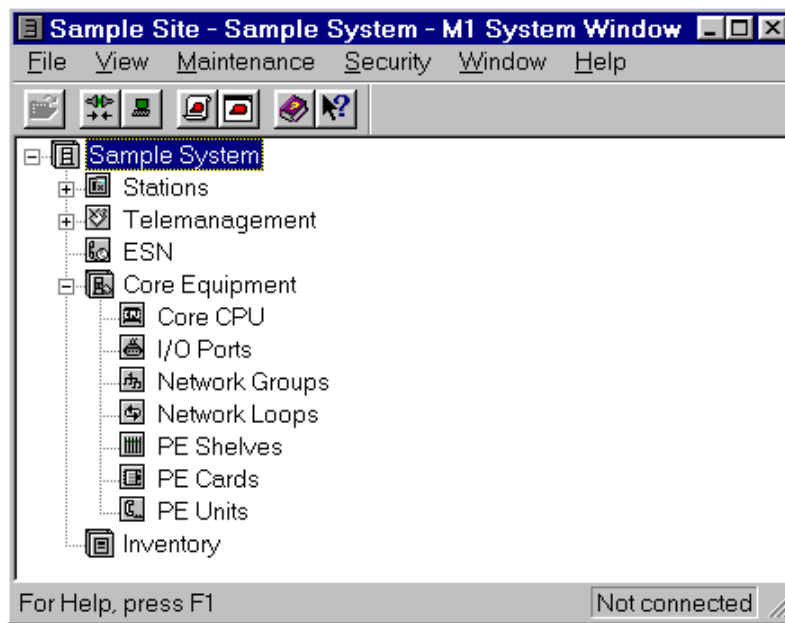 Sample Site - Sample System - M1 System Window
File View Maintenance Security Window Help
Sample System
Stations
Telemanagement
ESN
Core Equipment
Core CPU
I/O Ports
Network Groups
Network Loops
PE Shelves
PE Cards
PE Units
Inventory
For Help, press F1 Not connected